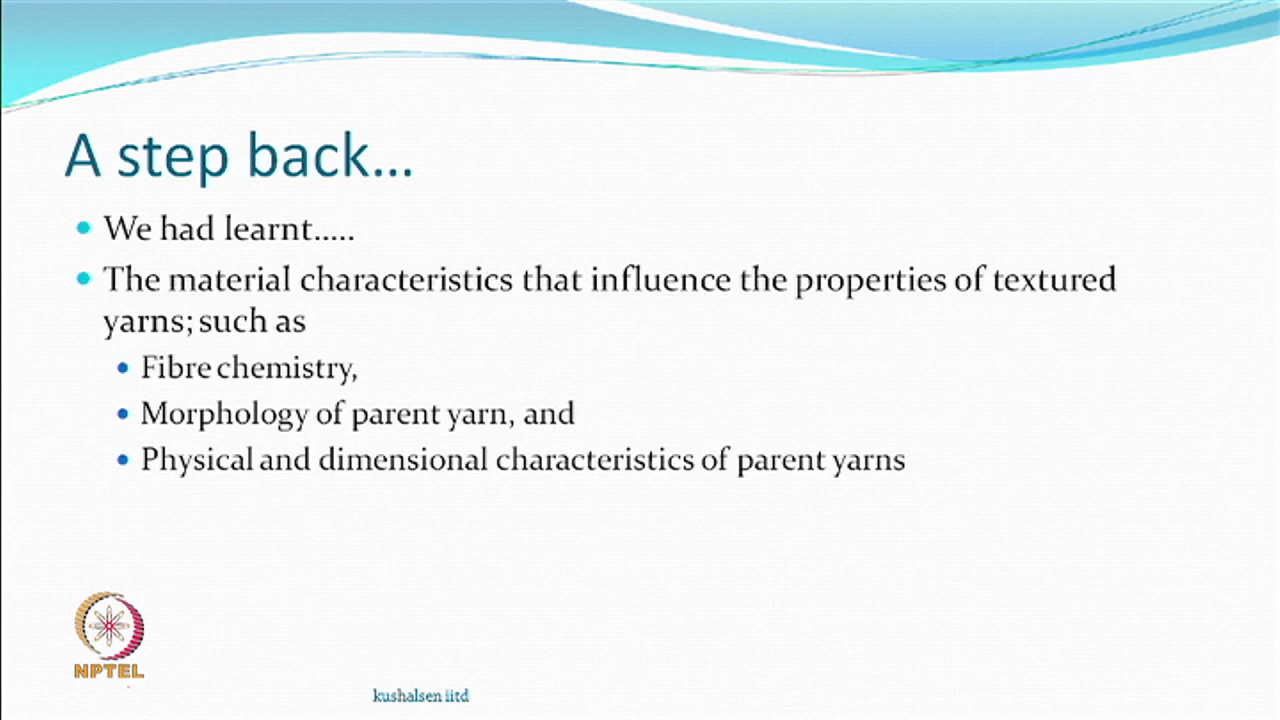 A step back...
We had learnt.....
The material characteristics that influence the properties of textured
yarns; such as
Fibre chemistry,
Morphology of parent yarn, and
Physical and dimensional characteristics of parent yarns
NPTEL
kushalsen iitd